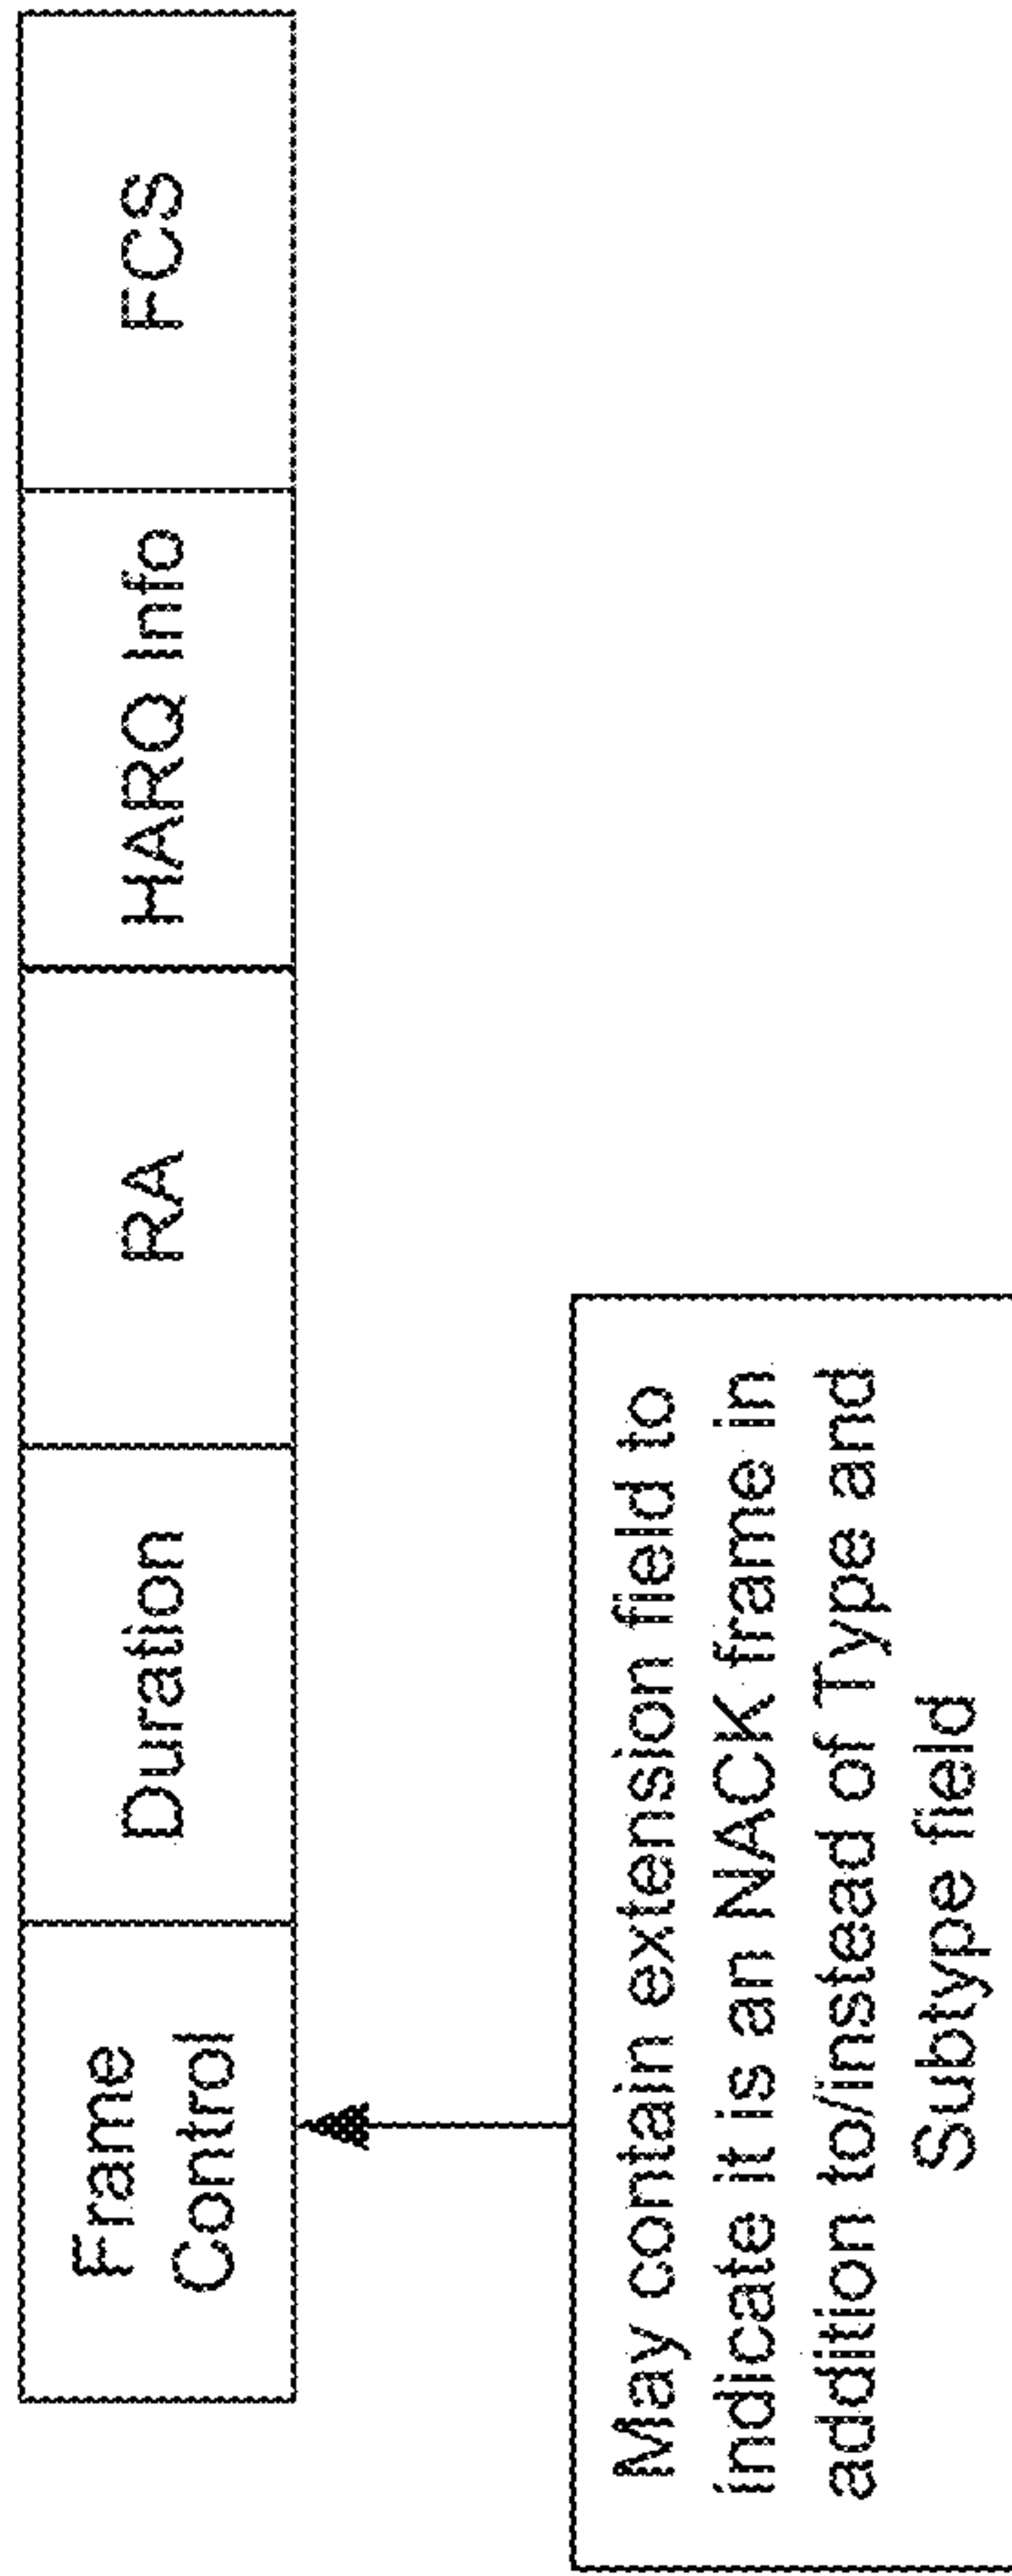 Frame
Control
Duration
RA
HARQ Info
FCS
May contain extension field to
indicate it is an NACK frame in
addition to/instead of Type and
Subtype field